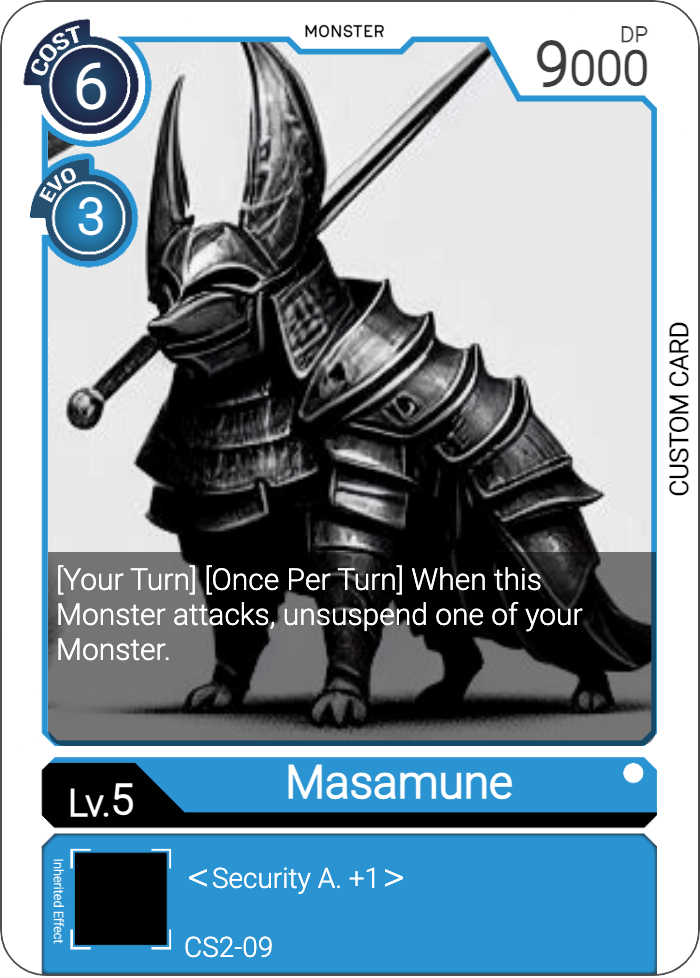 MONSTER
COST
6
DP
9000
EVO
3
CUSTOM CARD
[Your Turn] [Once Per Turn] When this
Monster attacks, unsuspend one of your
Monster.
Lv.5
Masamune
Inherited Effect
<Security A. +1>
CS2-09